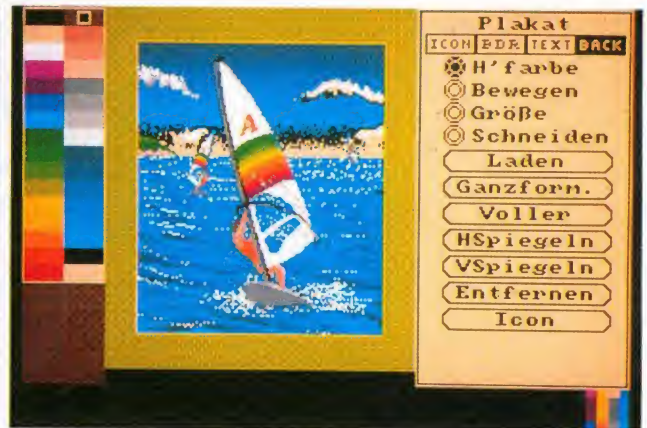 Plakat
ICON BDR TEXT BACK
H'farbe
Bewegen
Größe
Schneiden
Laden
Ganzform.
Voller
HSpiegeln
VSpiegeln
Entfernen
Icon
A